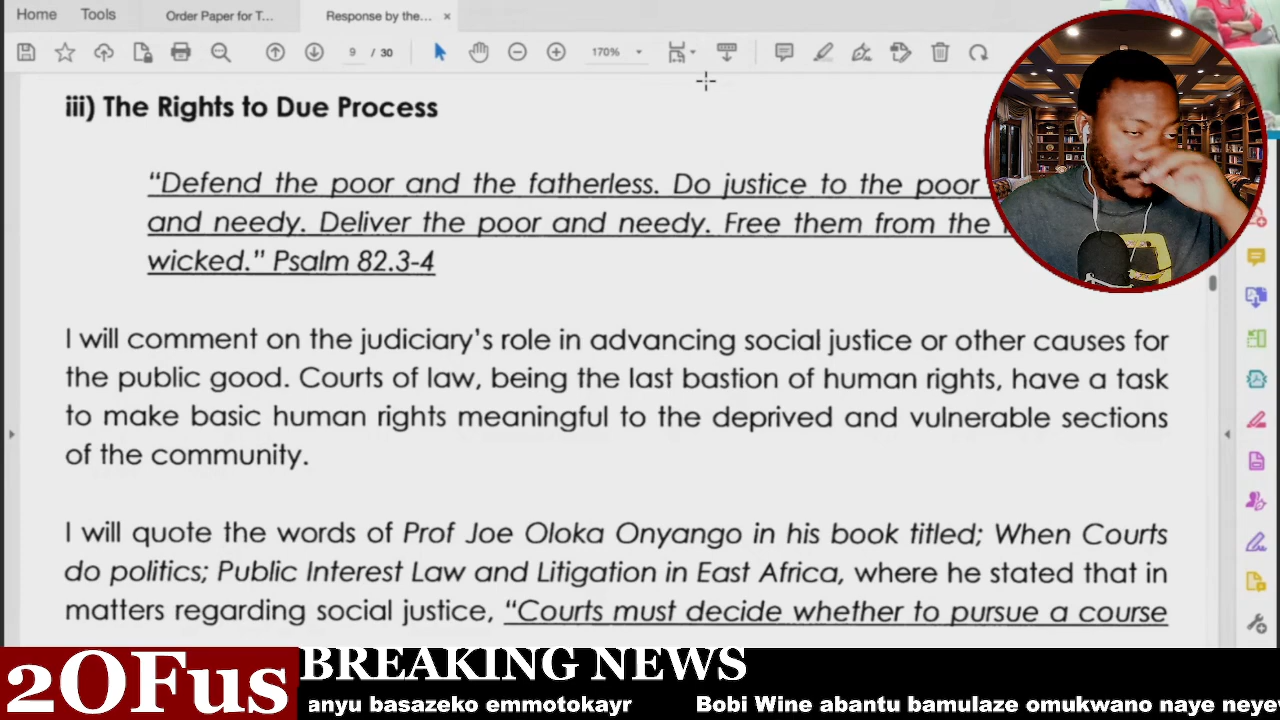 Home Tools Order Paper for T... Response by the... ×
9 / 30 170%
iii) The Rights to Due Process
“Defend the poor and the fatherless. Do justice to the poor
and needy. Deliver the poor and needy. Free them from the
wicked.” Psalm 82.3-4
I will comment on the judiciary’s role in advancing social justice or other causes for
the public good. Courts of law, being the last bastion of human rights, have a task
to make basic human rights meaningful to the deprived and vulnerable sections
of the community.
I will quote the words of Prof Joe Oloka Onyango in his book titled; When Courts
do politics; Public Interest Law and Litigation in East Africa, where he stated that in
matters regarding social justice, “Courts must decide whether to pursue a course
2OFus
BREAKING NEWS
anyu basazeko emmotokayr Bobi Wine abantu bamulaze omukwano naye neye